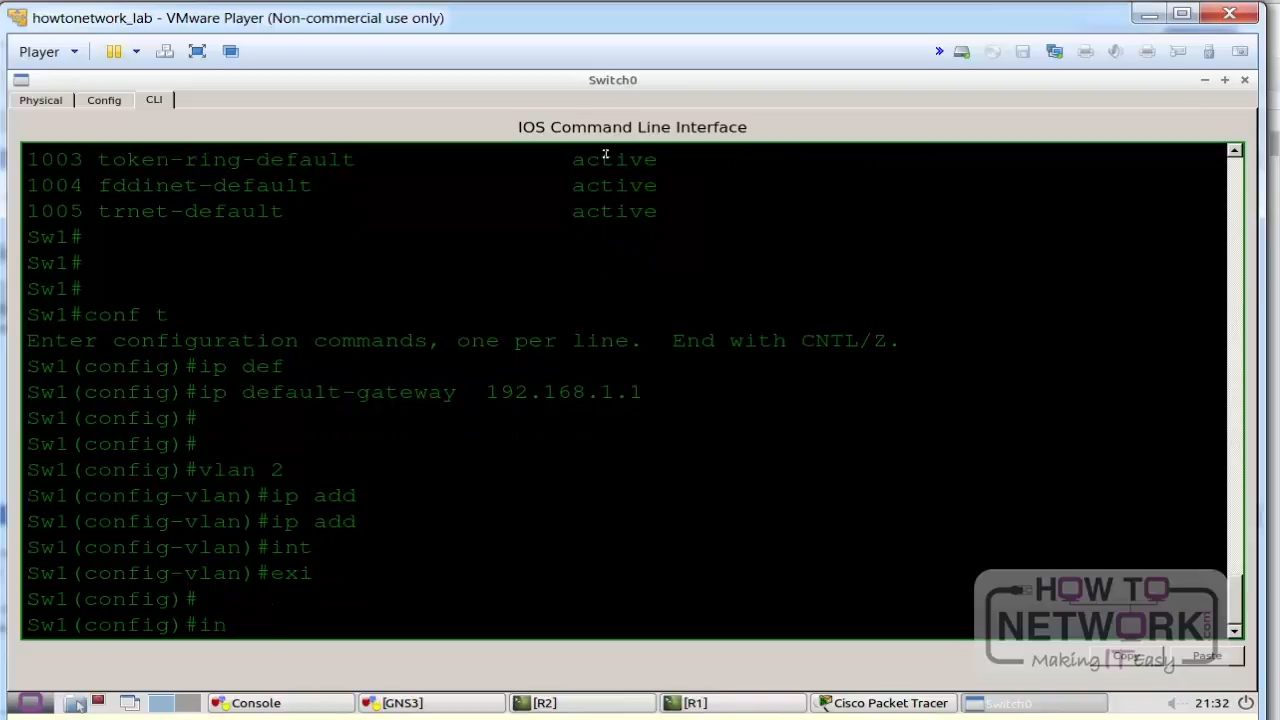 howtonetwork_lab - VMware Player (Non-commercial use only)
Player
»
Switch0
Physical Config CLI
IOS Command Line Interface
1003 token-ring-default active
1004 fddinet-default active
1005 trnet-default active
Sw1#
Sw1#
Sw1#
Sw1#conf t
Enter configuration commands, one per line. End with CNTL/Z.
Sw1(config)#ip def
Sw1(config)#ip default-gateway 192.168.1.1
Sw1(config)#
Sw1(config)#
Sw1(config)#vlan 2
Sw1(config-vlan)#ip add
Sw1(config-vlan)#ip add
Sw1(config-vlan)#int
Sw1(config-vlan)#exi
Sw1(config)#
Sw1(config)#in
HOW TO
NETWORK.com
Making IT Easy
Copy Paste
Console [GNS3] [R2] [R1] Cisco Packet Tracer Switch0 21:32